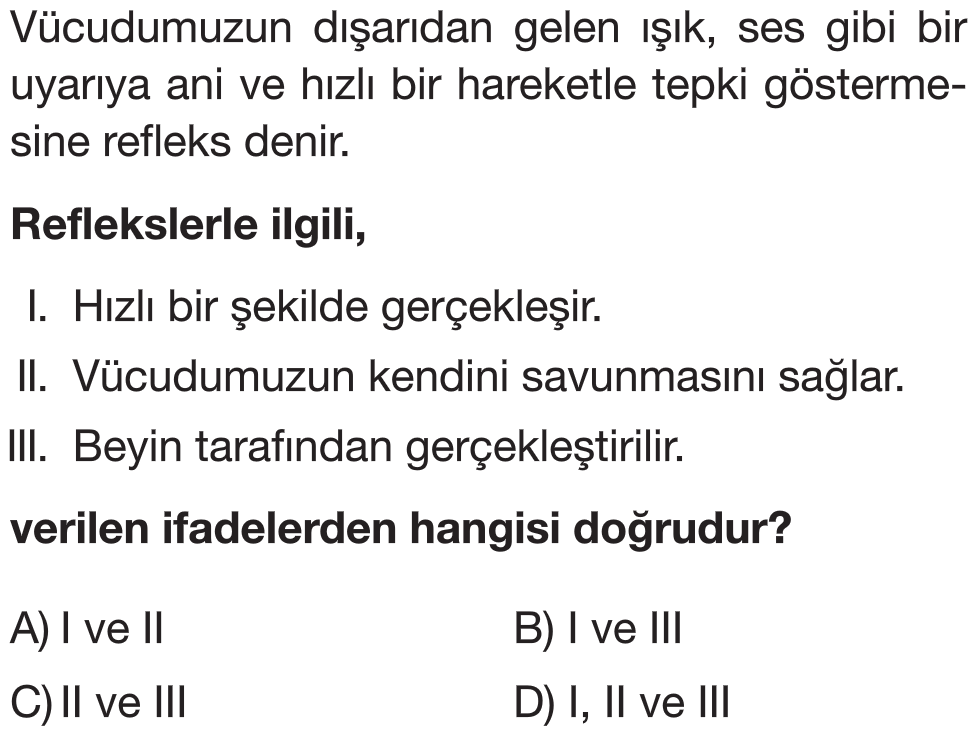 Vücudumuzun dışarıdan gelen ışık, ses gibi bir
uyarıya ani ve hızlı bir hareketle tepki gösterme-
sine refleks denir.
Reflekslerle ilgili,
I. Hızlı bir şekilde gerçekleşir.
II. Vücudumuzun kendini savunmasını sağlar.
III. Beyin tarafından gerçekleştirilir.
verilen ifadelerden hangisi doğrudur?
A) I ve II B) I ve III
C) II ve III D) I, II ve III